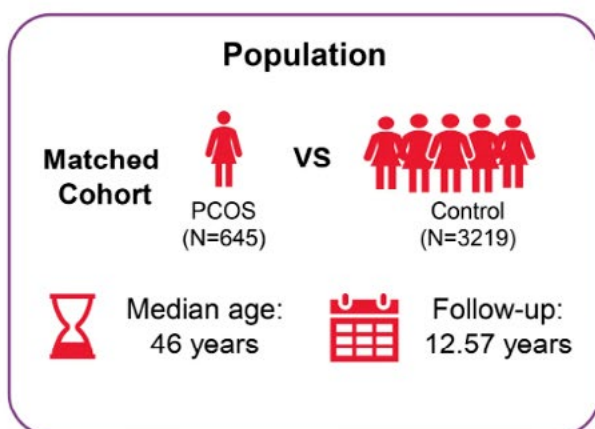 Population
Matched
Cohort
VS
PCOS
(N=645)
Control
(N=3219)
Median age:
46 years
Follow-up:
12.57 years